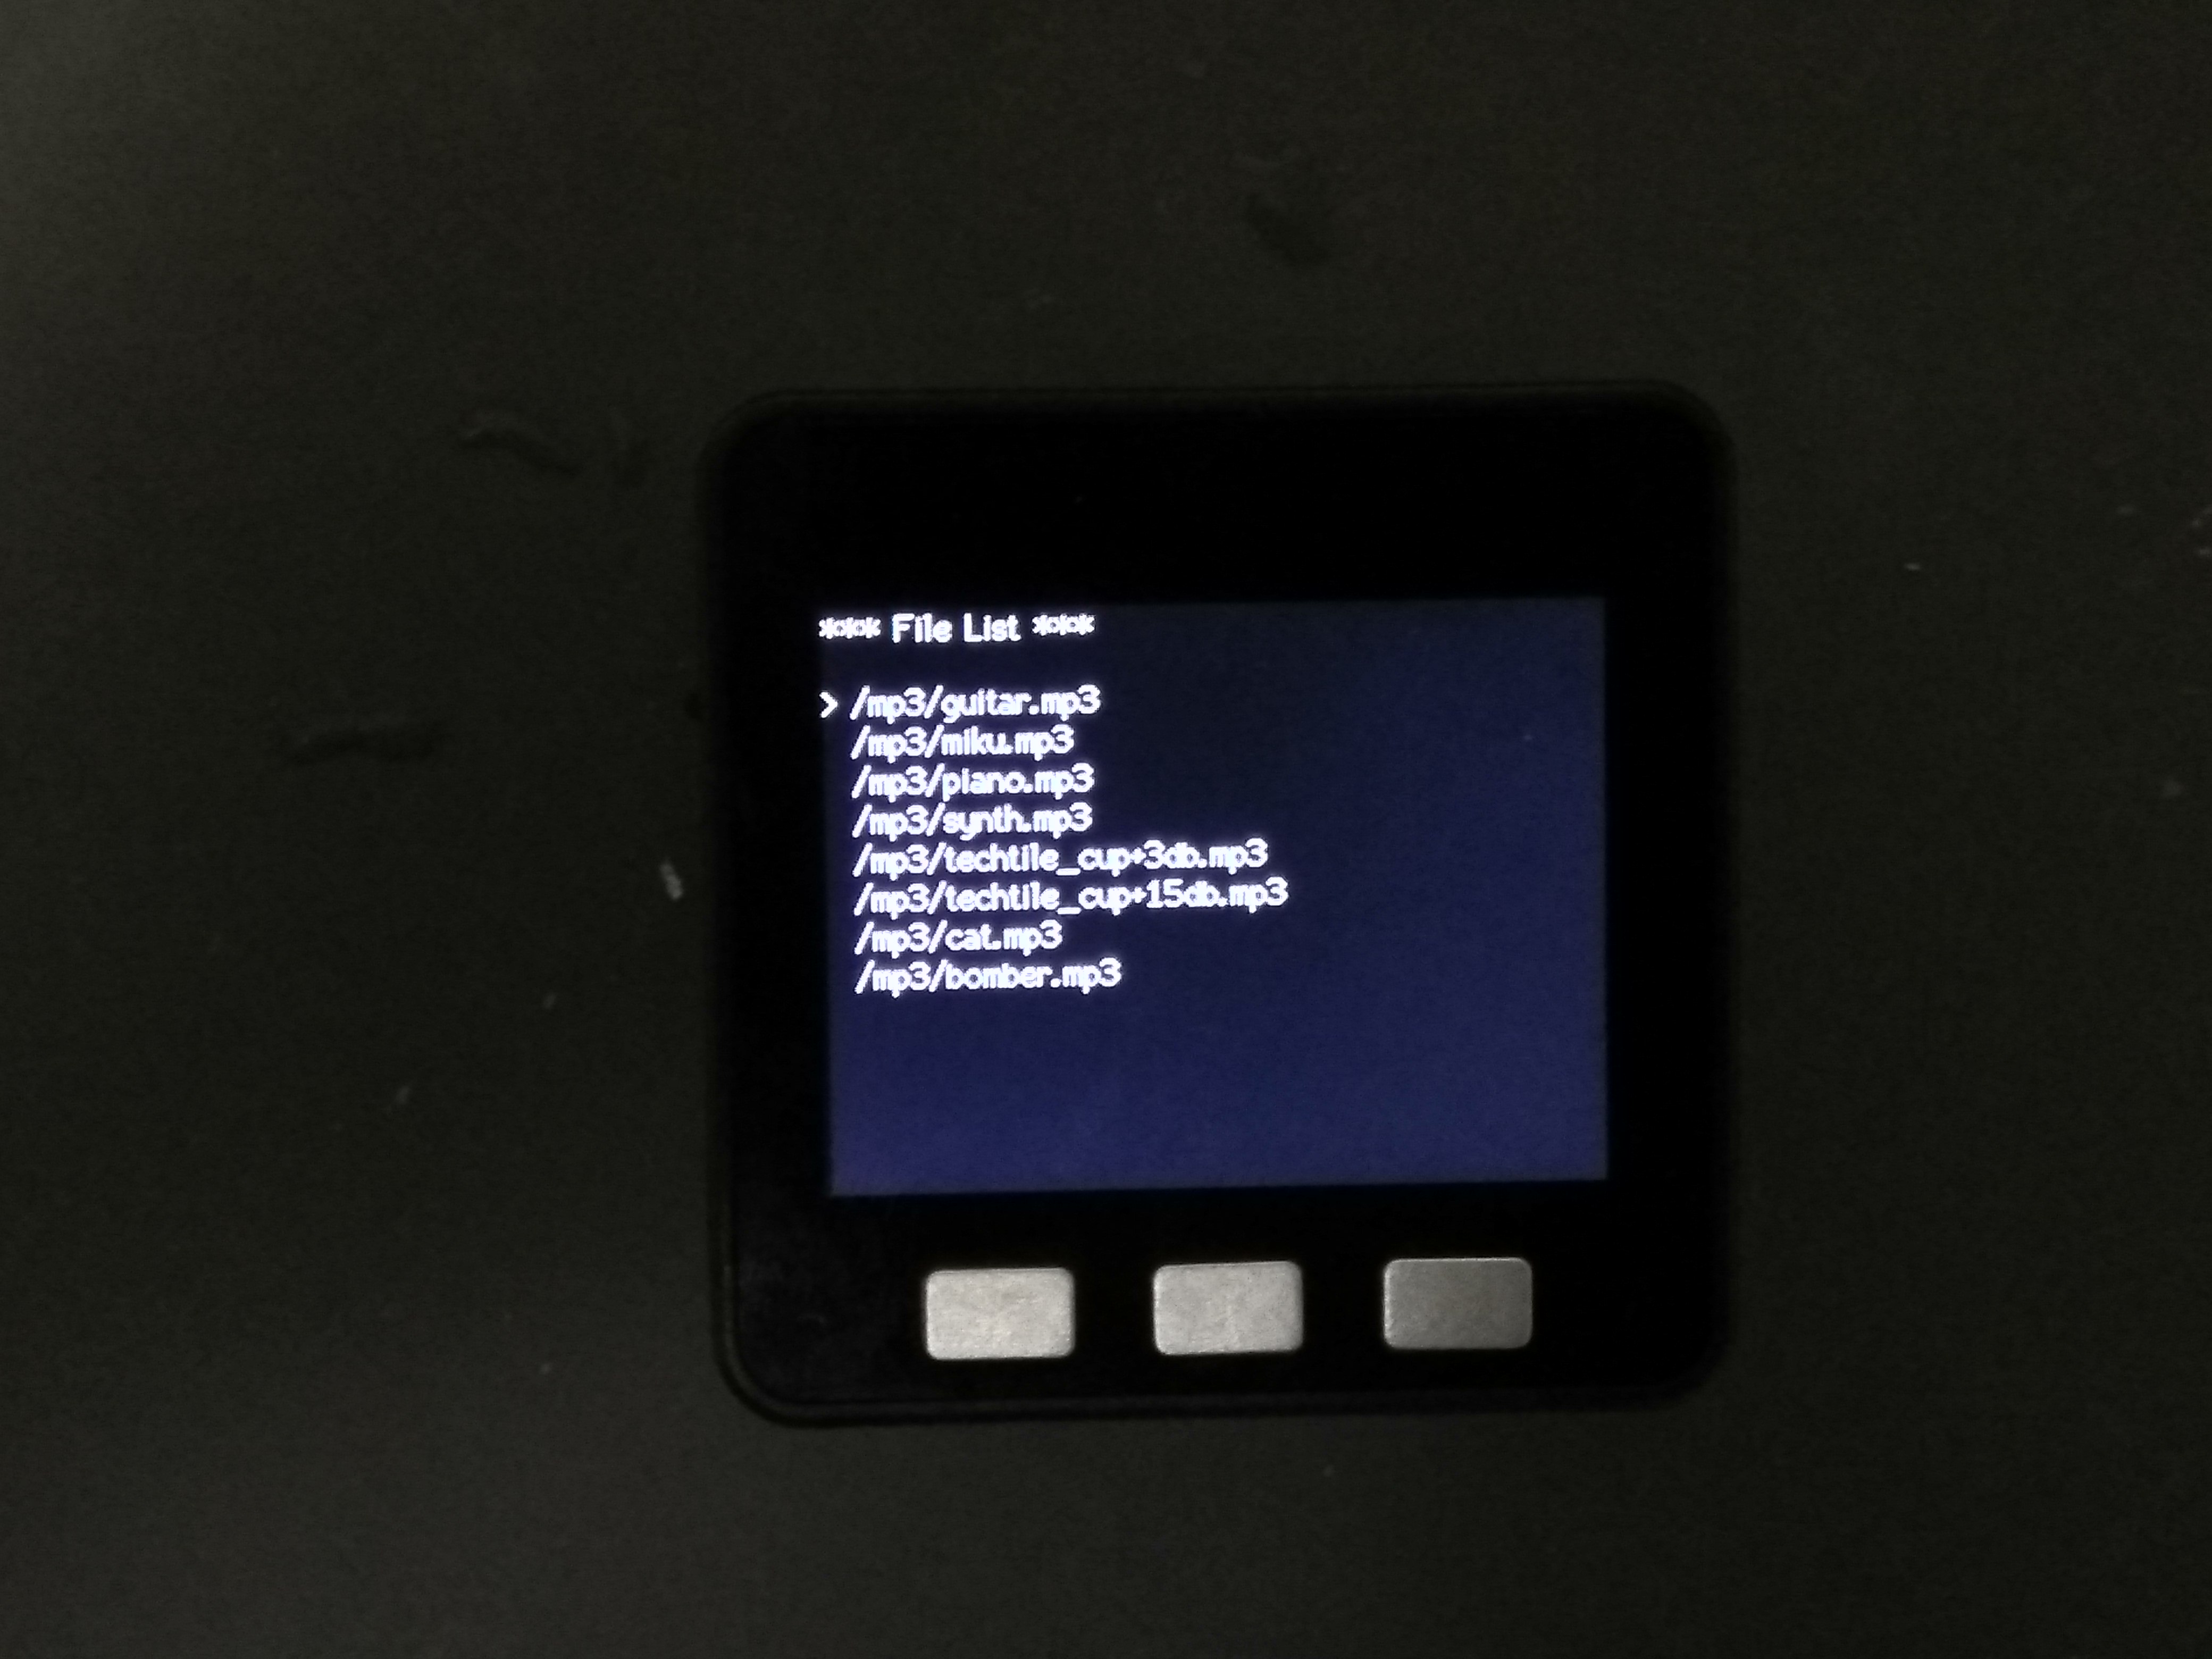 *** File List ***
> /mp3/guitar.mp3
/mp3/miku.mp3
/mp3/piano.mp3
/mp3/synth.mp3
/mp3/techtile_cup+3db.mp3
/mp3/techtile_cup+15db.mp3
/mp3/cat.mp3
/mp3/bomber.mp3